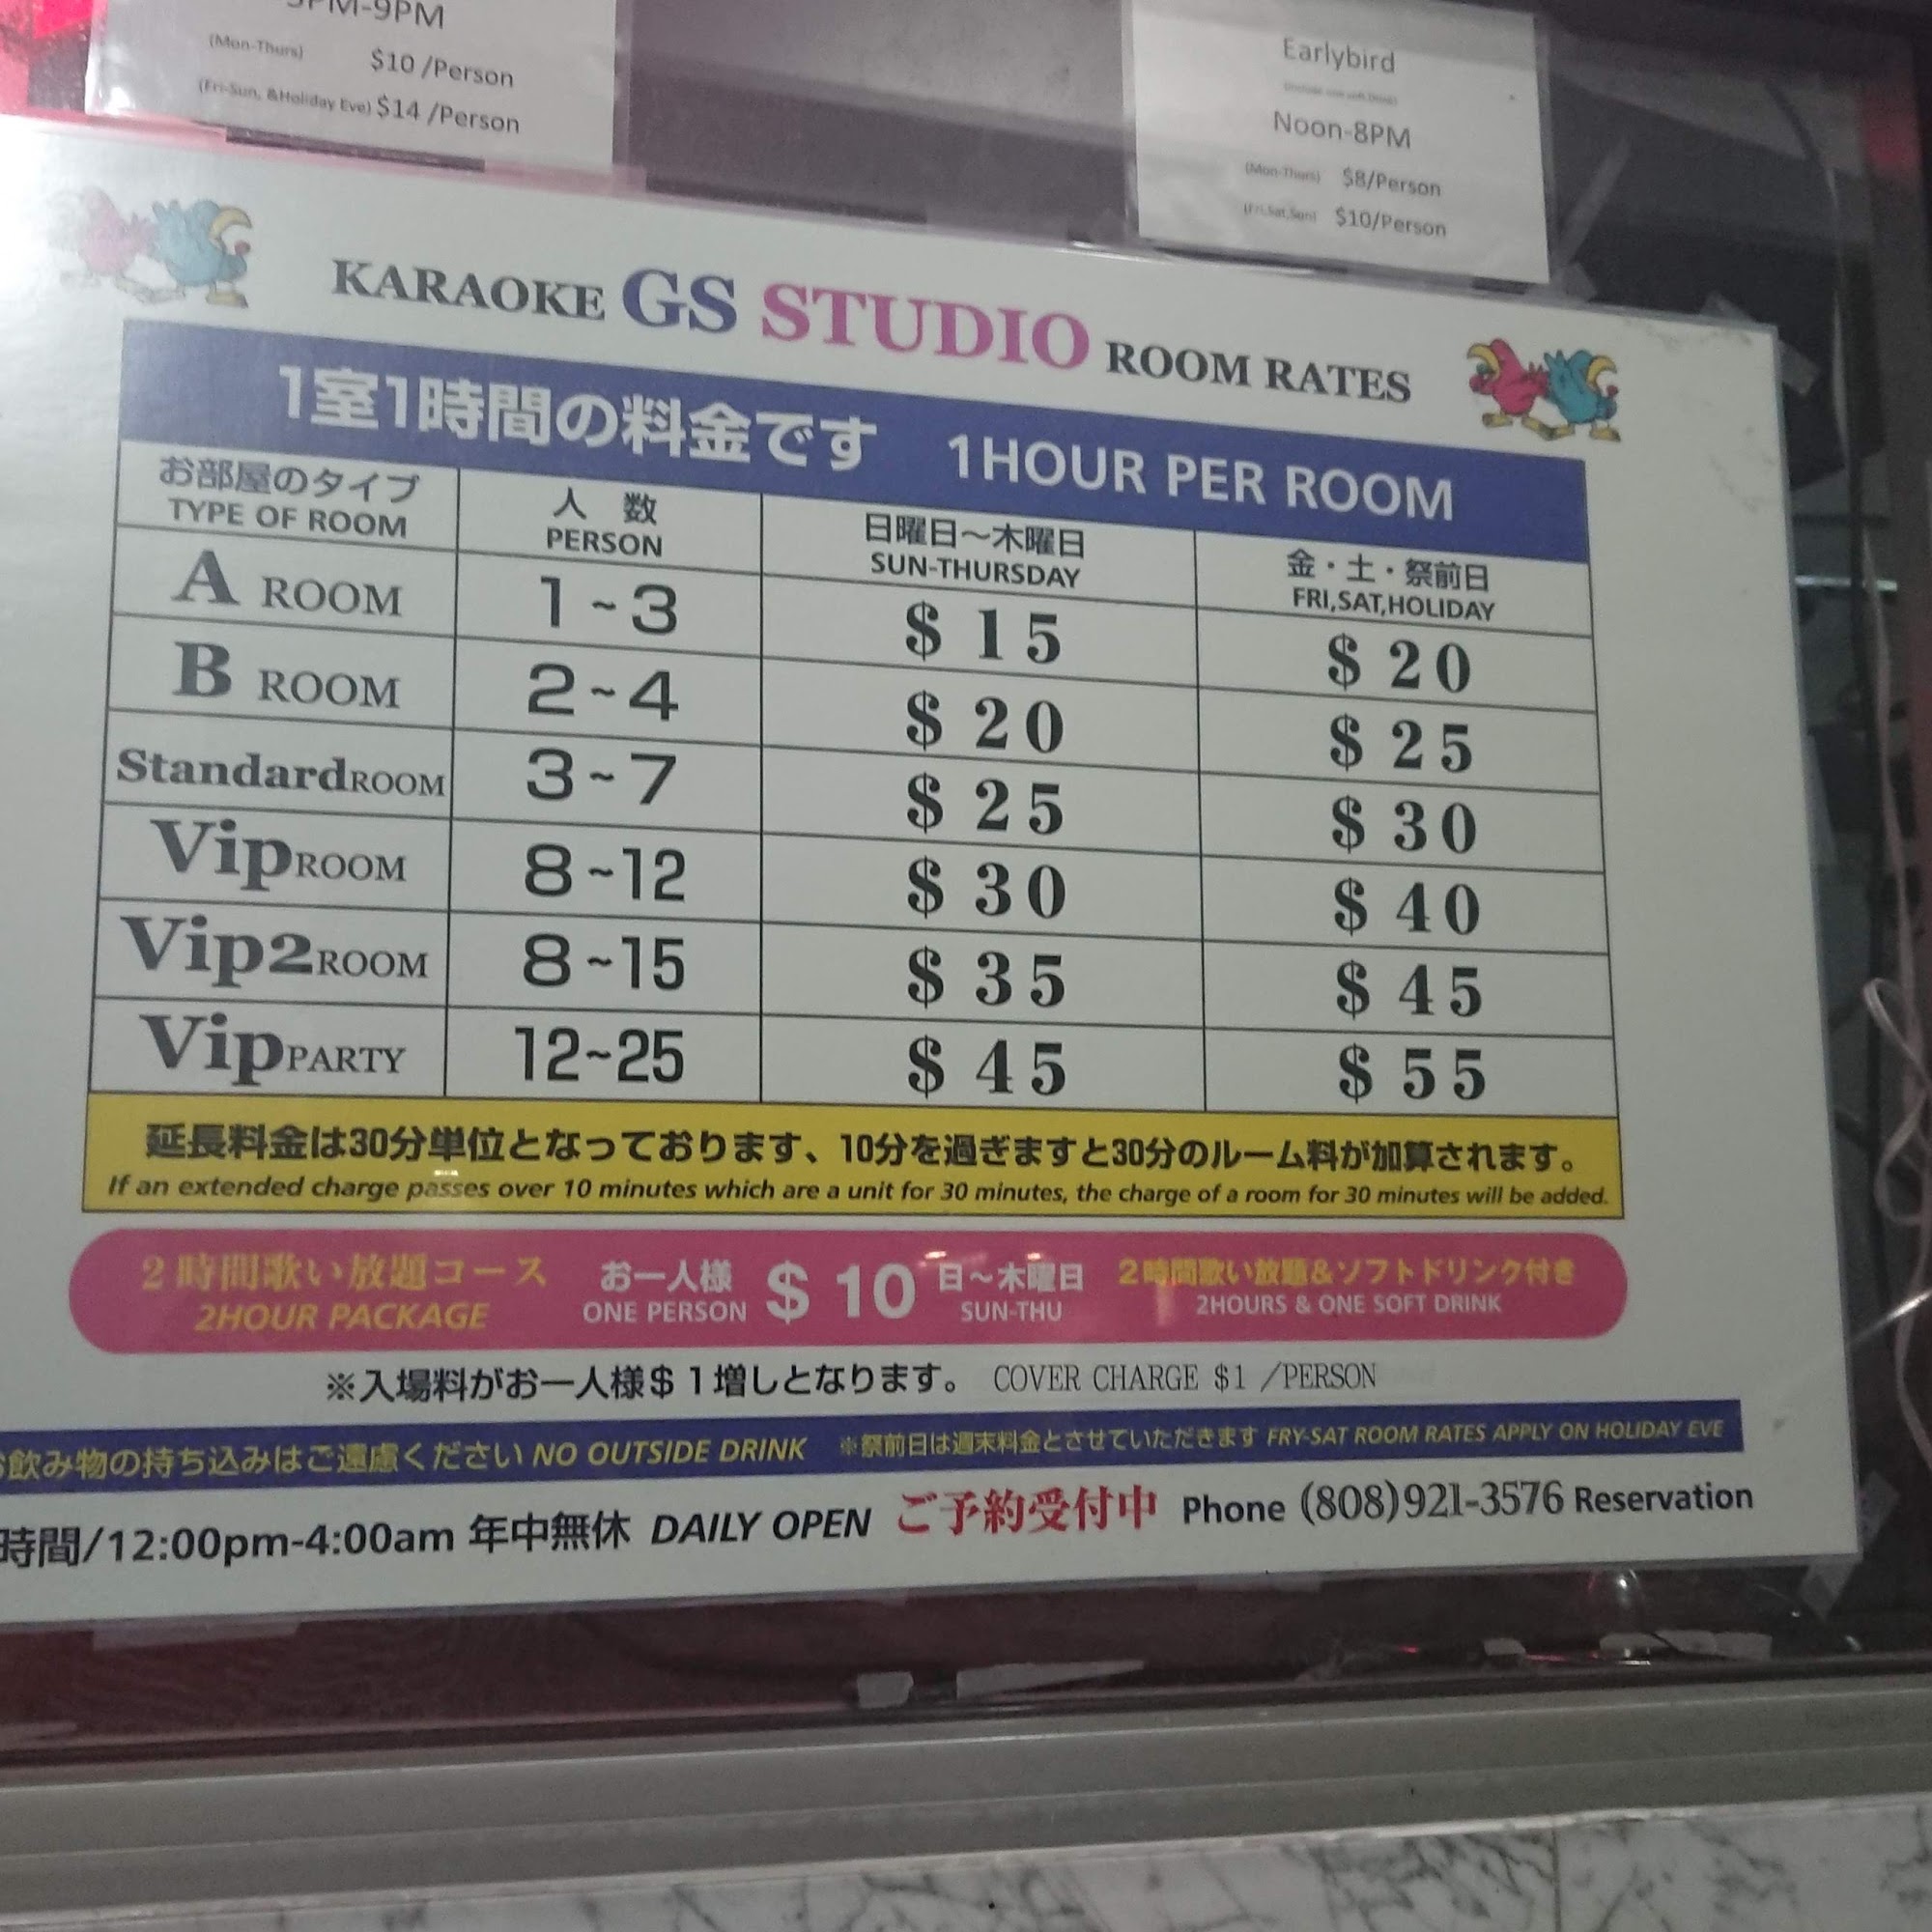 PM-9PM
(Mon-Thurs) $10 /Person
(Fri-Sun, &Holiday Eve) $14 /Person
Earlybird
Noon-8PM
(Mon-Thurs) $8/Person
(Fri,Sat,Sun) $10/Person
KARAOKE GS STUDIO ROOM RATES
1室1時間の料金です 1HOUR PER ROOM
お部屋のタイプ 人 数 日曜日～木曜日 金・土・祭前日
TYPE OF ROOM PERSON SUN-THURSDAY FRI,SAT,HOLIDAY
A ROOM 1~3 $ 15 $ 20
B ROOM 2~4 $ 20 $ 25
Standard ROOM 3~7 $ 25 $ 30
Vip ROOM 8~12 $ 30 $ 40
Vip2 ROOM 8~15 $ 35 $ 45
Vip PARTY 12~25 $ 45 $ 55
延長料金は30分単位となっております、10分を過ぎますと30分のルーム料が加算されます。
If an extended charge passes over 10 minutes which are a unit for 30 minutes, the charge of a room for 30 minutes will be added.
2時間歌い放題コース お一人様 $ 10 日～木曜日 2時間歌い放題&ソフトドリンク付き
2HOUR PACKAGE ONE PERSON SUN-THU 2HOURS & ONE SOFT DRINK
※入場料がお一人様$1増しとなります。 COVER CHARGE $1 /PERSON
お飲み物の持ち込みはご遠慮ください NO OUTSIDE DRINK ※祭前日は週末料金とさせていただきます FRY-SAT ROOM RATES APPLY ON HOLIDAY EVE
時間/12:00pm-4:00am 年中無休 DAILY OPEN ご予約受付中 Phone (808)921-3576 Reservation